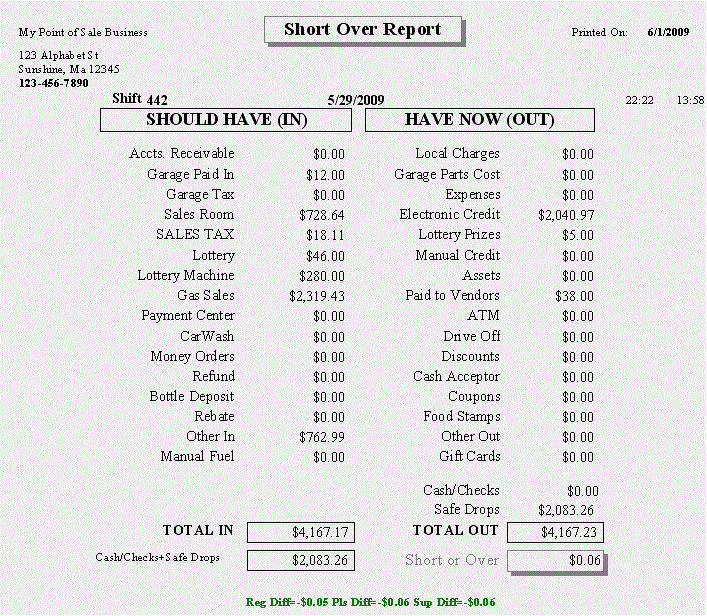 Short Over Report
My Point of Sale Business
Printed On: 6/1/2009
123 Alphabet St
Sunshine, Ma 12345
123-456-7890
Shift 442 5/29/2009 22:22 13:58
SHOULD HAVE (IN) HAVE NOW (OUT)
Accts. Receivable $0.00 Local Charges $0.00
Garage Paid In $12.00 Garage Parts Cost $0.00
Garage Tax $0.00 Expenses $0.00
Sales Room $728.64 Electronic Credit $2,040.97
SALES TAX $18.11 Lottery Prizes $5.00
Lottery $46.00 Manual Credit $0.00
Lottery Machine $280.00 Assets $0.00
Gas Sales $2,319.43 Paid to Vendors $38.00
Payment Center $0.00 ATM $0.00
CarWash $0.00 Drive Off $0.00
Money Orders $0.00 Discounts $0.00
Refund $0.00 Cash Acceptor $0.00
Bottle Deposit $0.00 Coupons $0.00
Rebate $0.00 Food Stamps $0.00
Other In $762.99 Other Out $0.00
Manual Fuel $0.00 Gift Cards $0.00
Cash/Checks $0.00
Safe Drops $2,083.26
TOTAL IN $4,167.17 TOTAL OUT $4,167.23
Cash/Checks+Safe Drops $2,083.26 Short or Over $0.06
Reg Diff=-$0.05 Pls Diff=-$0.06 Sup Diff=-$0.06